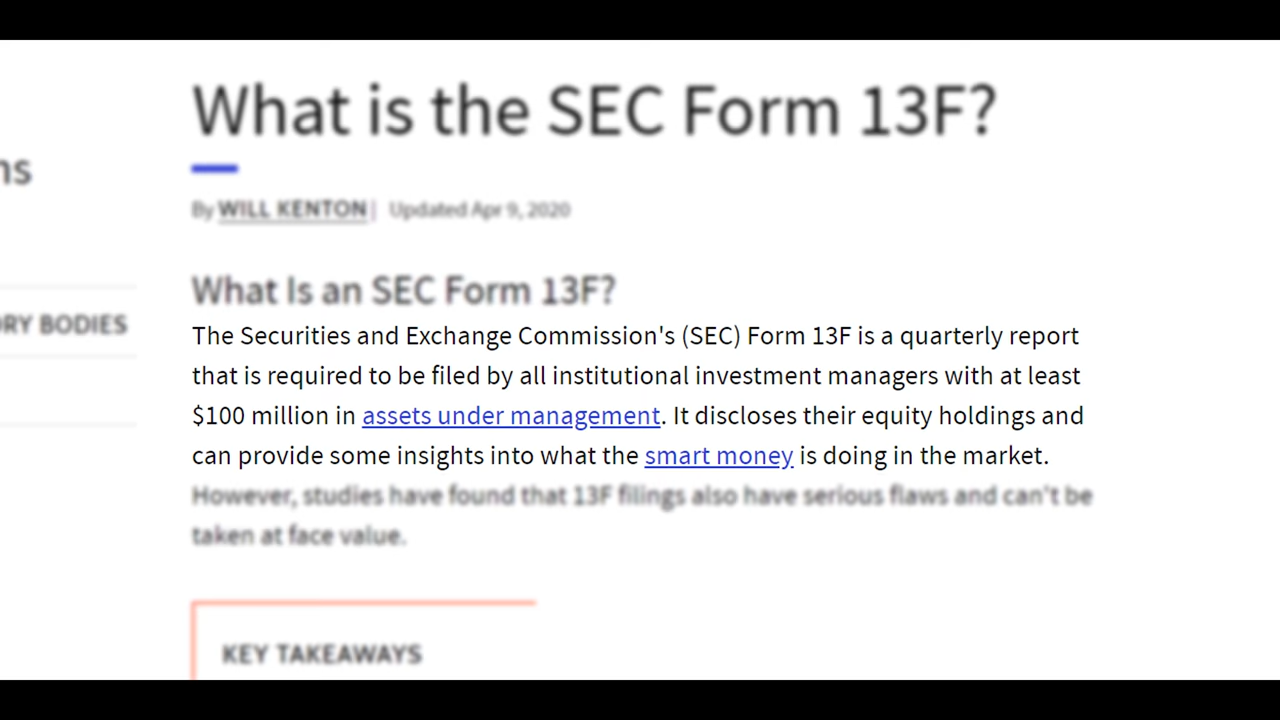 What is the SEC Form 13F?
ns
By WILL KENTON | Updated Apr 9, 2020
What Is an SEC Form 13F?
ORY BODIES
The Securities and Exchange Commission's (SEC) Form 13F is a quarterly report
that is required to be filed by all institutional investment managers with at least
$100 million in assets under management. It discloses their equity holdings and
can provide some insights into what the smart money is doing in the market.
However, studies have found that 13F filings also have serious flaws and can't be
taken at face value.
KEY TAKEAWAYS